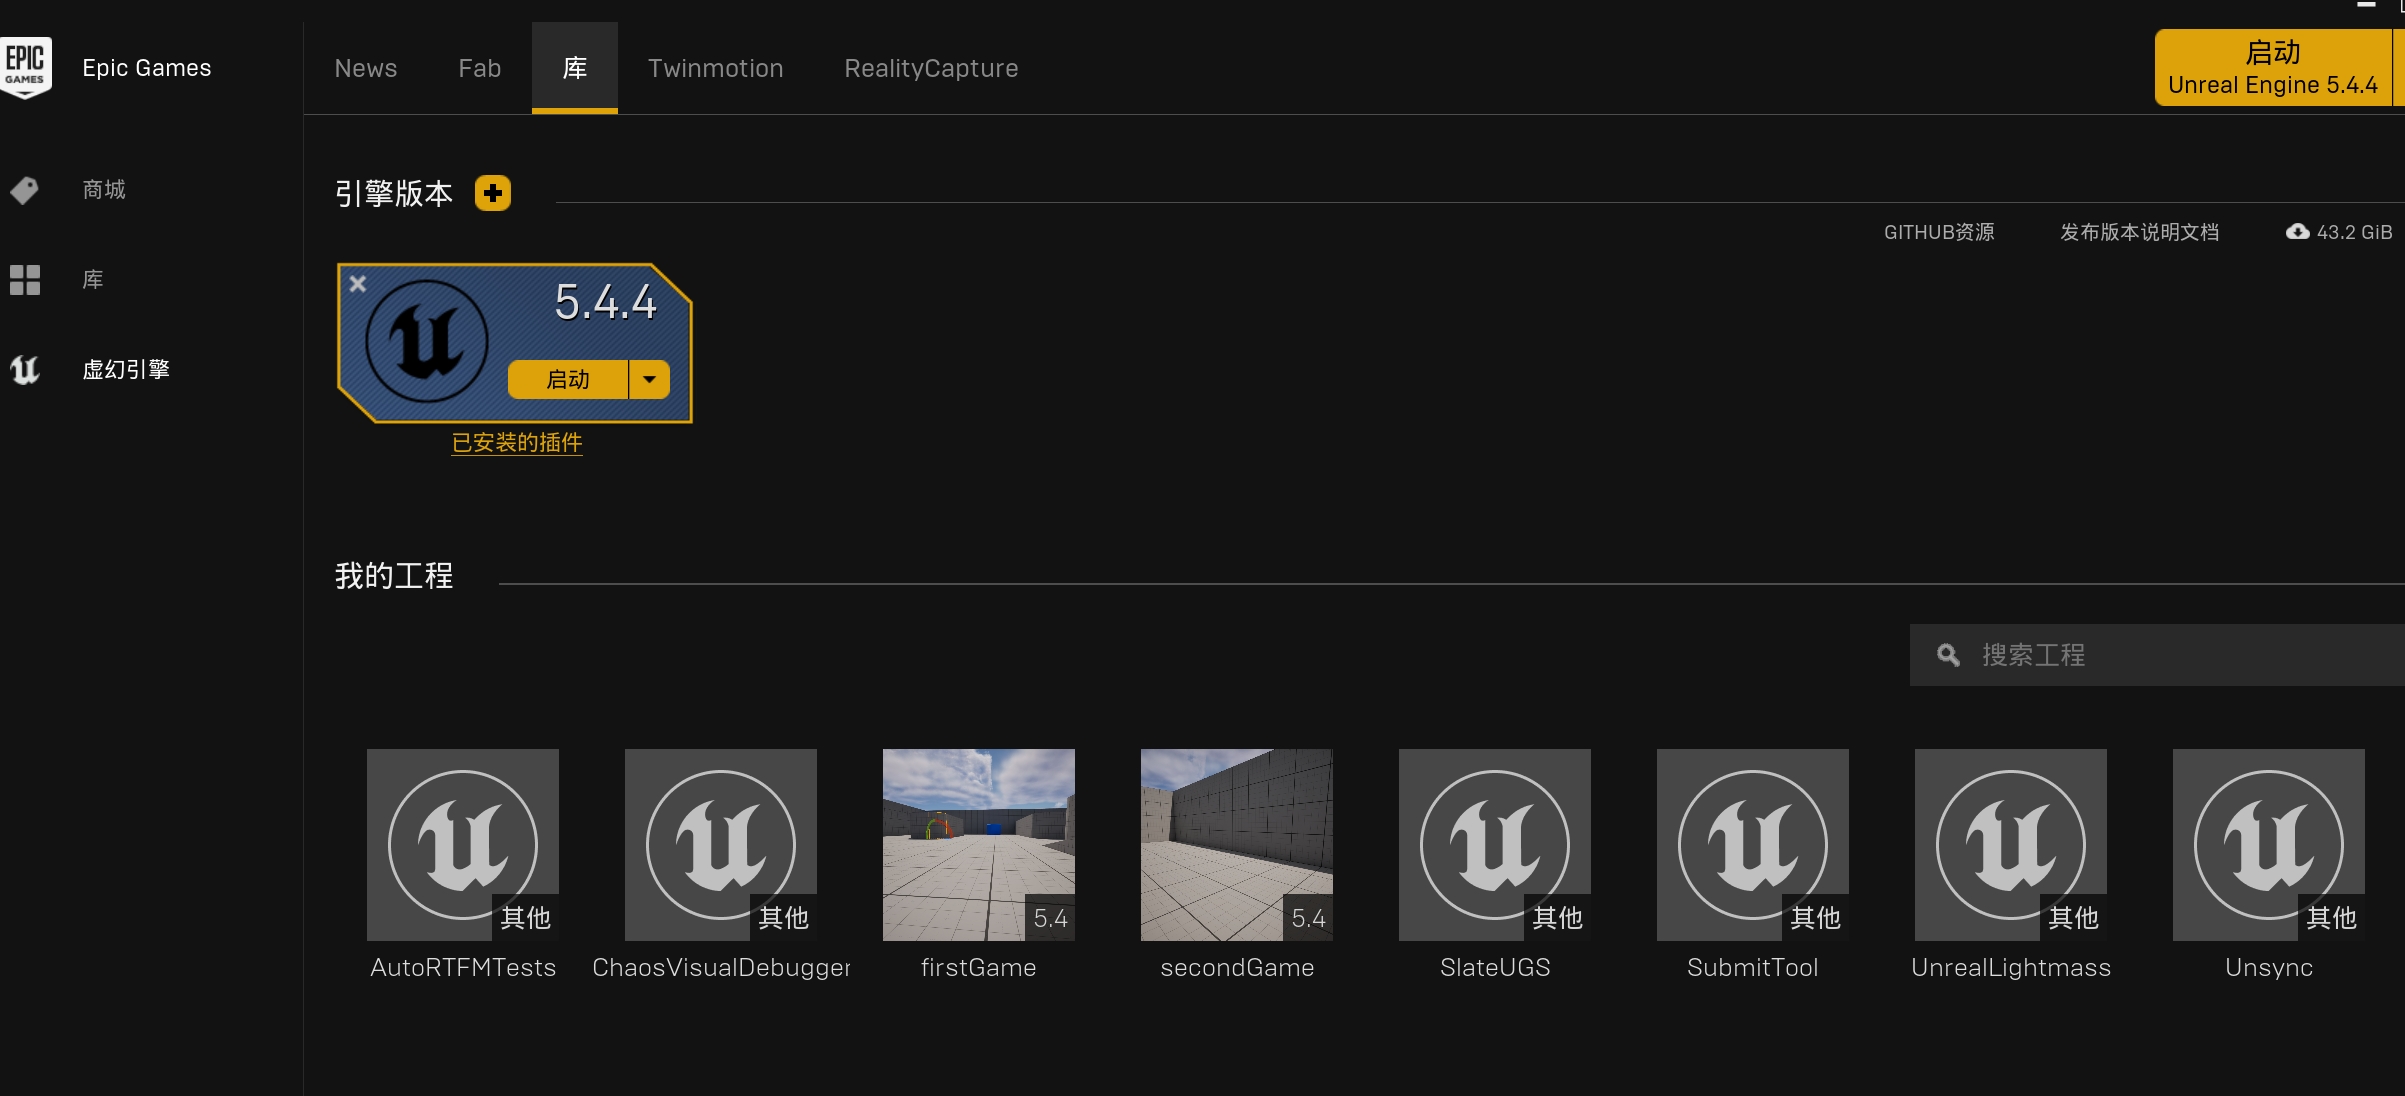 EPIC
GAMES
Epic Games
News
Fab
库
Twinmotion
RealityCapture
启动
Unreal Engine 5.4.4
商城
库
虚幻引擎
引擎版本
GITHUB资源
发布版本说明文档
43.2 GiB
5.4.4
启动
已安装的插件
我的工程
搜索工程
其他
其他
5.4
5.4
其他
其他
其他
其他
AutoRTFMTests
ChaosVisualDebugger
firstGame
secondGame
SlateUGS
SubmitTool
UnrealLightmass
Unsync